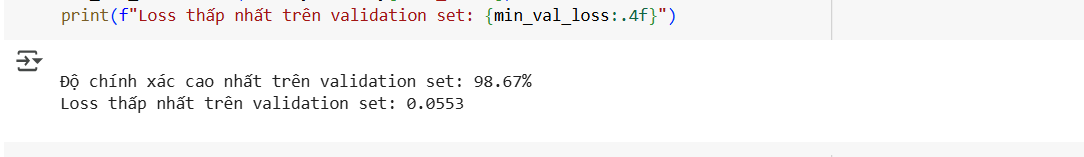 print(f"Loss thấp nhất trên validation set: {min_val_loss:.4f}")
Độ chính xác cao nhất trên validation set: 98.67%
Loss thấp nhất trên validation set: 0.0553